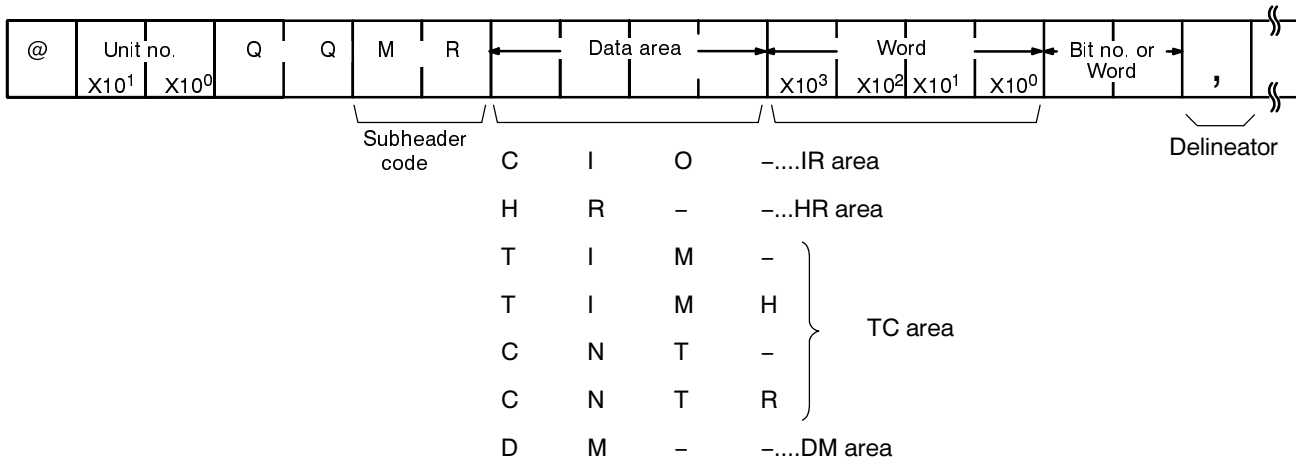 @ Unit no. Q Q M R Data area Word Bit no. or Word ,
X10¹ X10⁰ X10³ X10² X10¹ X10⁰
Subheader code
Delineator
C I O –....IR area
H R – –...HR area
T I M –
T I M H
TC area
C N T –
C N T R
D M – –....DM area